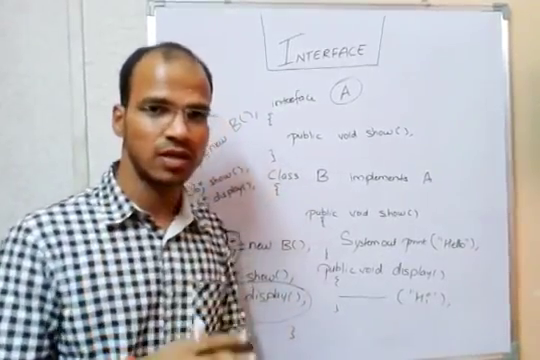 INTERFACE
interface A
{
public void show();
}
Class B implements A
{
public void show()
{
System.out.print("Hello");
}
public void display()
{
("Hi");
}
}
new B();
show();
display();
= new B();
show();
display();